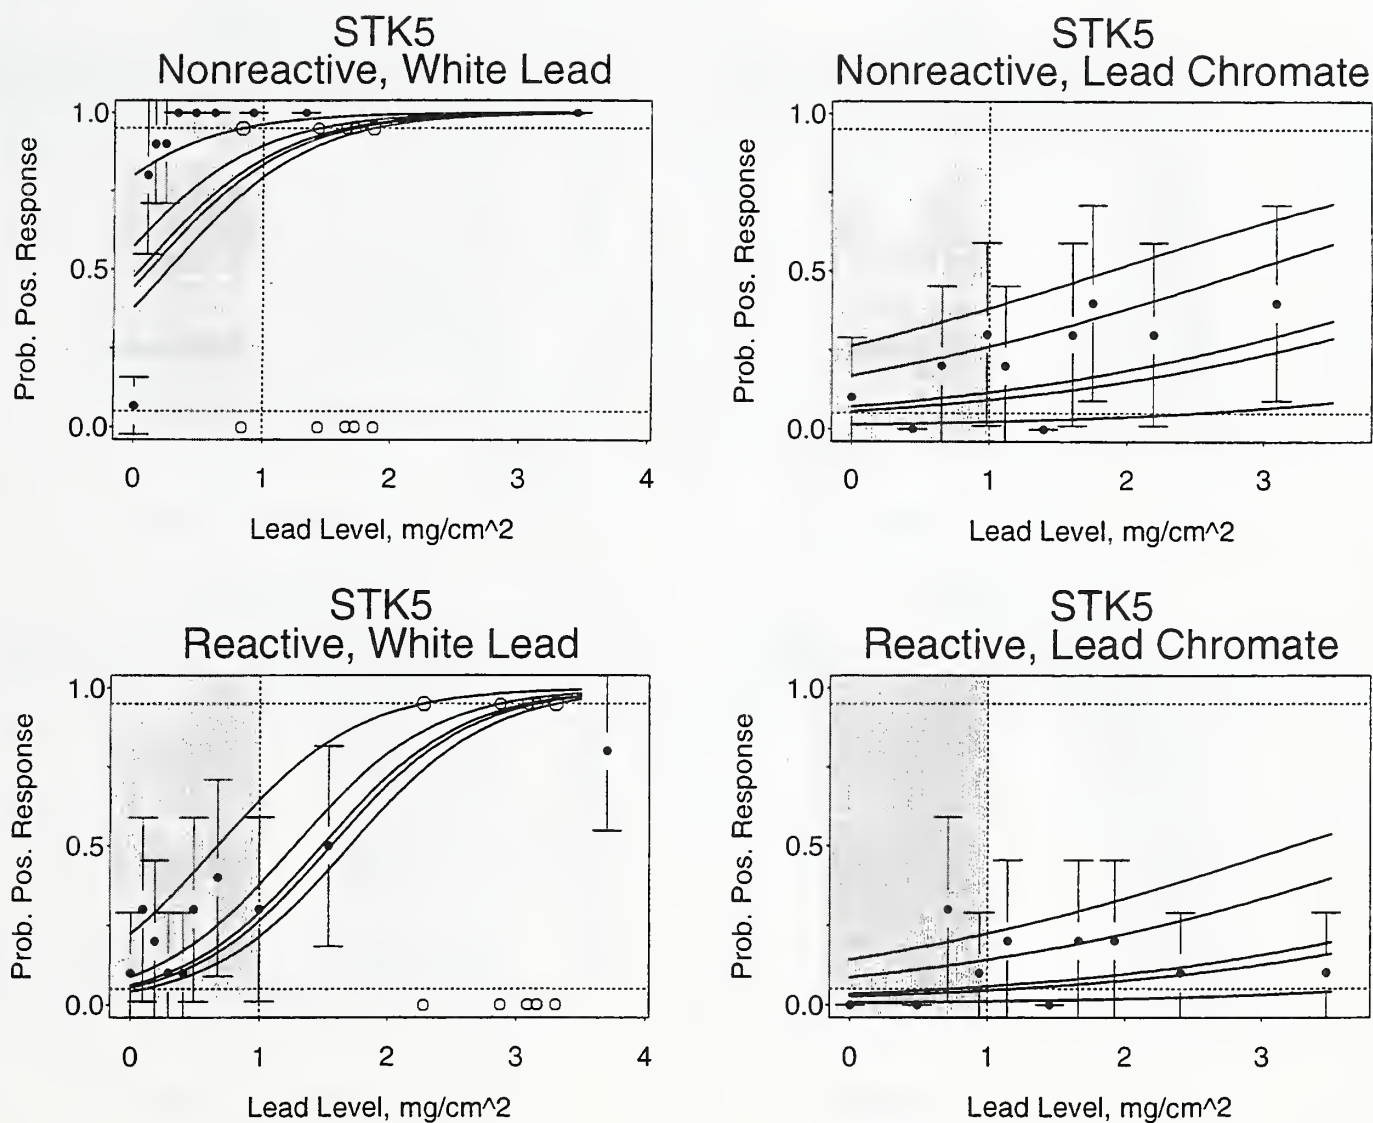 STK5
Nonreactive, White Lead
Prob. Pos. Response
1.0
0.5
0.0
0 1 2 3 4
Lead Level, mg/cm^2
STK5
Nonreactive, Lead Chromate
Prob. Pos. Response
1.0
0.5
0.0
0 1 2 3
Lead Level, mg/cm^2
STK5
Reactive, White Lead
Prob. Pos. Response
1.0
0.5
0.0
0 1 2 3 4
Lead Level, mg/cm^2
STK5
Reactive, Lead Chromate
Prob. Pos. Response
1.0
0.5
0.0
0 1 2 3
Lead Level, mg/cm^2